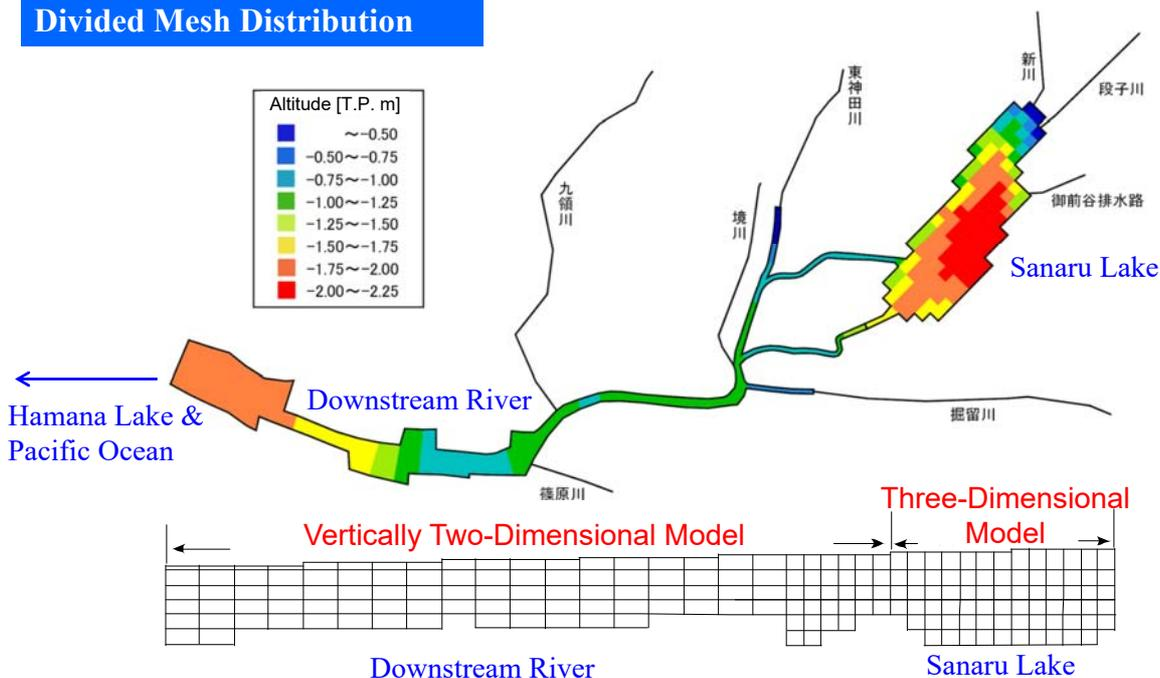 Divided Mesh Distribution
Altitude [T.P. m]
~-0.50
-0.50~-0.75
-0.75~-1.00
-1.00~-1.25
-1.25~-1.50
-1.50~-1.75
-1.75~-2.00
-2.00~-2.25
九領川
境川
東神田川
新川
段子川
御前谷排水路
Sanaru Lake
Hamana Lake &
Pacific Ocean
Downstream River
掘留川
篠原川
Vertically Two-Dimensional Model
Three-Dimensional
Model
Downstream River
Sanaru Lake